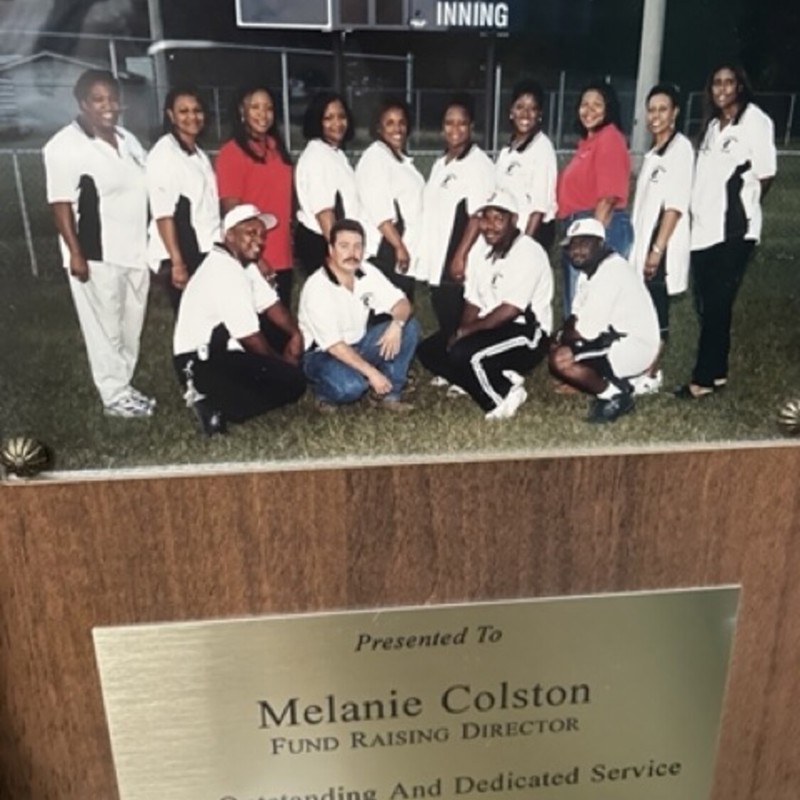 INNING
Presented To
Melanie Colston
FUND RAISING DIRECTOR
Outstanding And Dedicated Service